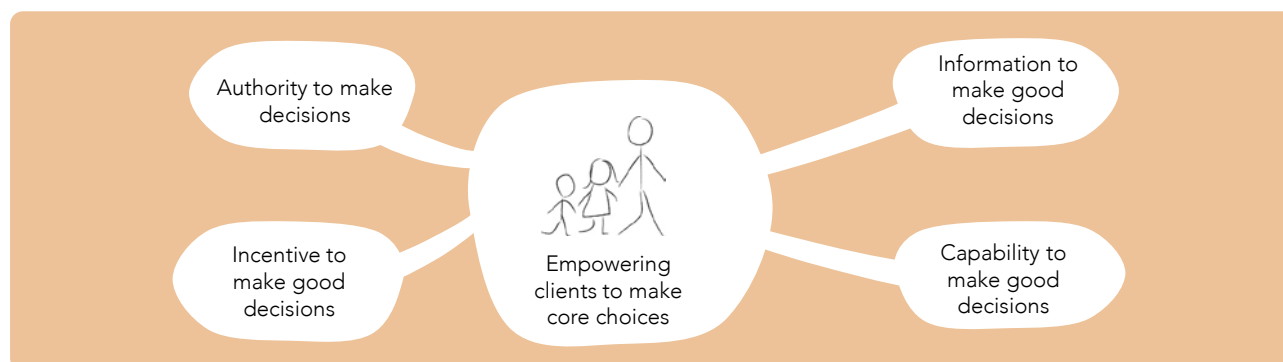 Authority to make
decisions
Information to
make good
decisions
Incentive to
make good
decisions
Empowering
clients to make
core choices
Capability to
make good
decisions